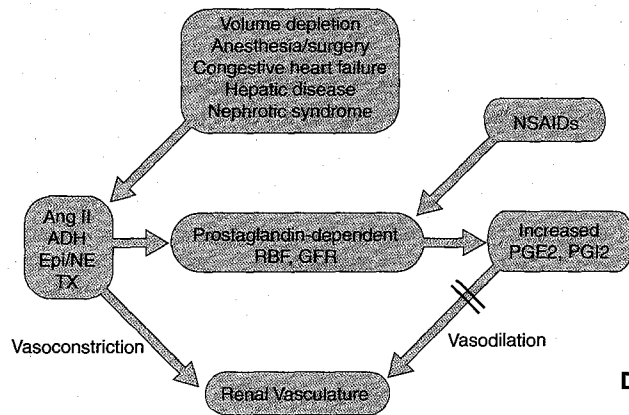 Volume depletion
Anesthesia/surgery
Congestive heart failure
Hepatic disease
Nephrotic syndrome
NSAIDs
Ang II
ADH
Epi/NE
TX
Prostaglandin-dependent
RBF, GFR
Increased
PGE2, PGI2
Vasoconstriction
Vasodilation
Renal Vasculature
D